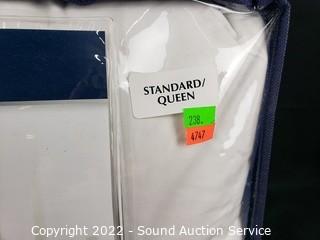 STANDARD/
QUEEN
238.
4747
Copyright 2022 - Sound Auction Service